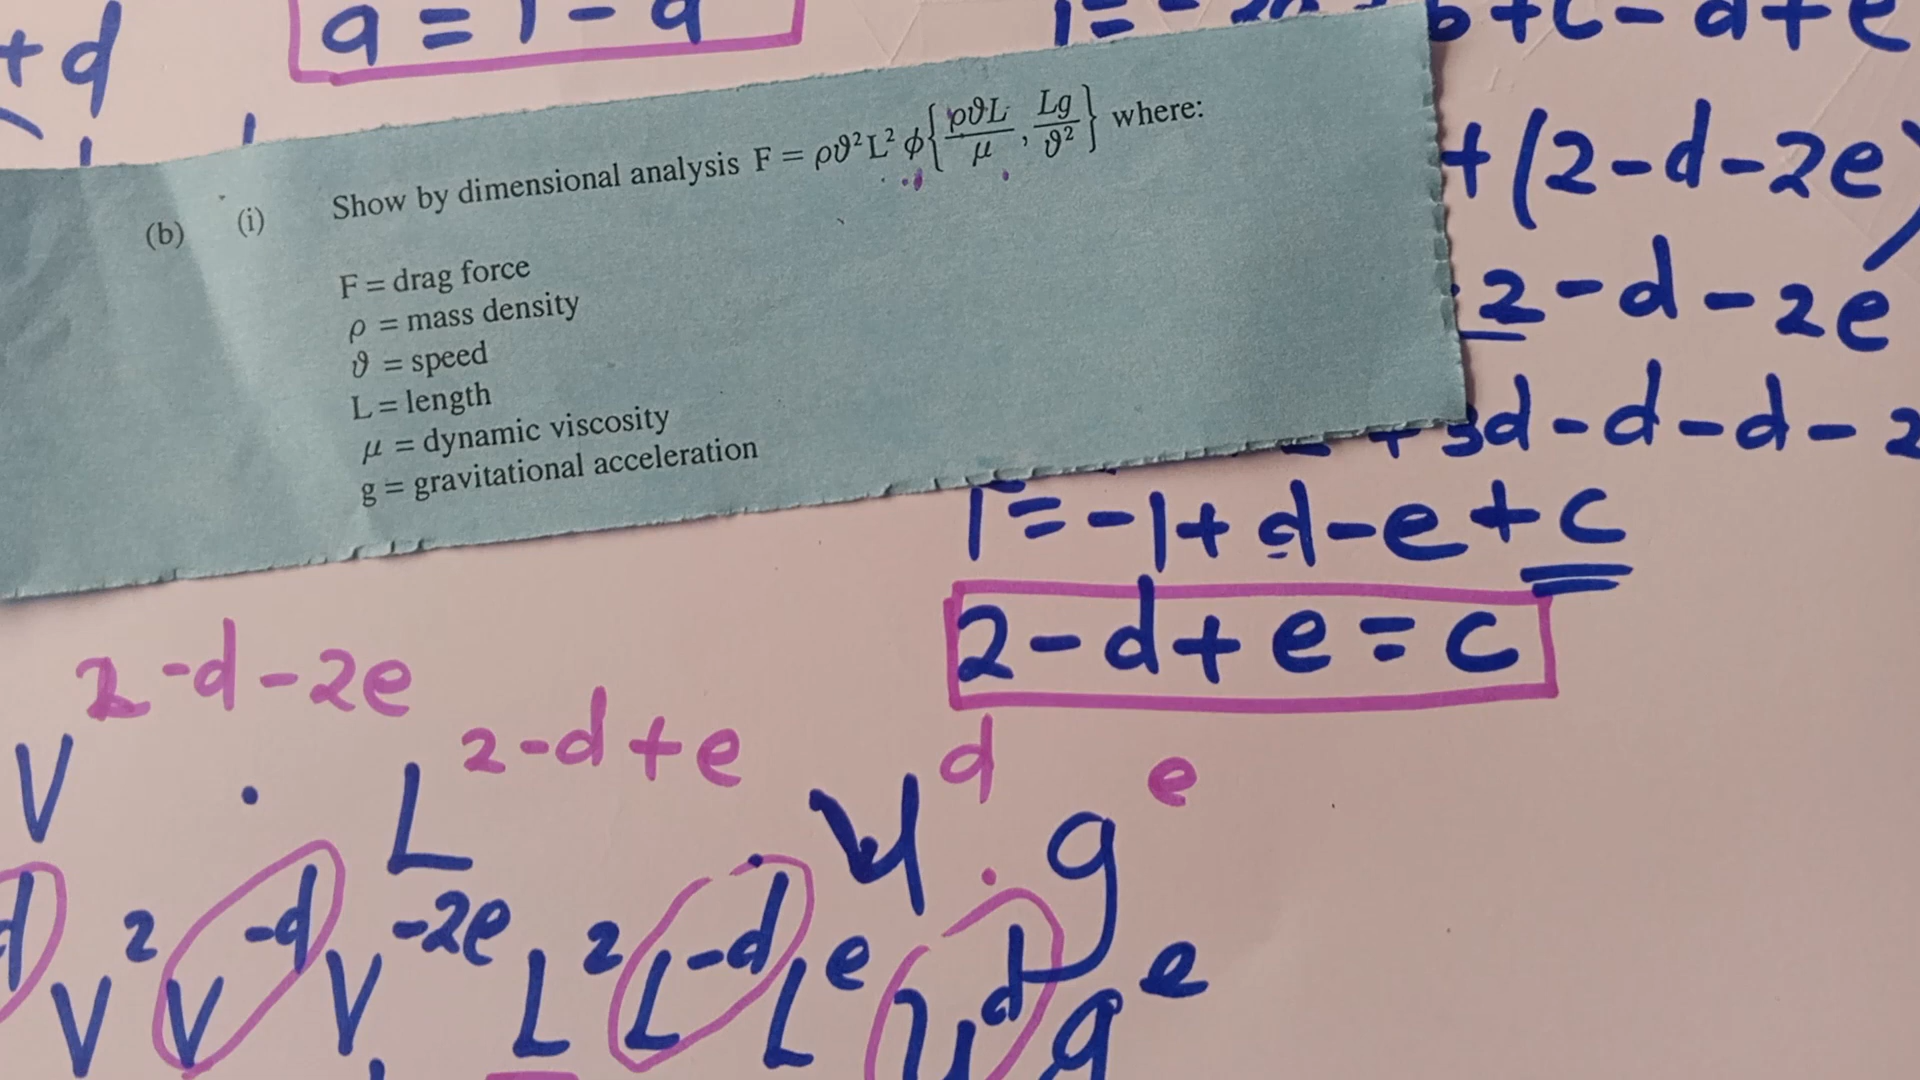 +d
a = 1 - d
+ c - d + e
(b) (i) Show by dimensional analysis F = ρϑ²L² ϕ{ρϑL/μ, Lg/ϑ²} where:
F = drag force
ρ = mass density
ϑ = speed
L = length
μ = dynamic viscosity
g = gravitational acceleration
+ (2-d-2e)
2-d-2e
+ 3d-d-d-2
1 = -1 + d - e + c
2-d+e = c
V^(2-d-2e) · L^(2-d+e) μ^d · g^e
d V² V^-d V^-2e L² L^-d L^e μ^d g^e